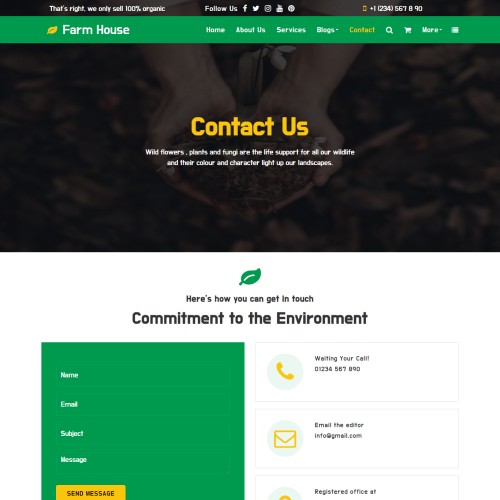 That's right, we only sell 100% organic
Follow Us
+1 (234) 567 8 90
Farm House
Home About Us Services Blogs Contact More
Contact Us
Wild flowers , plants and fungi are the life support for all our wildlife
and their colour and character light up our landscapes.
Here's how you can get in touch
Commitment to the Environment
Name
Email
Subject
Message
SEND MESSAGE
Waiting Your Call!
01234 567 890
Email the editor
info@gmail.com
Registered office at